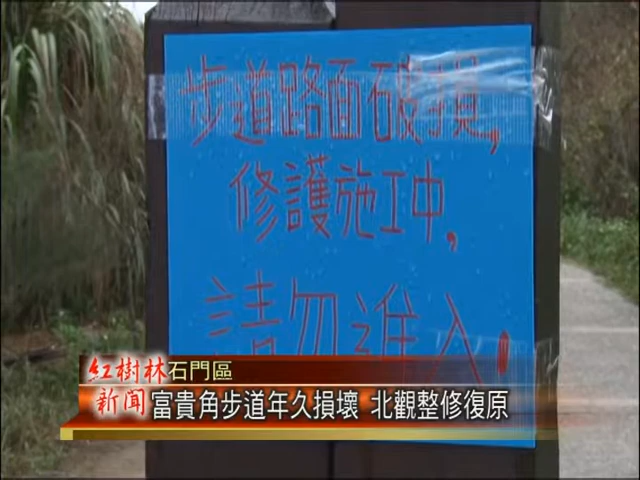 步道路面破損,
修護施工中,
請勿進入!
紅樹林 石門區
新聞 富貴角步道年久損壞 北觀整修復原